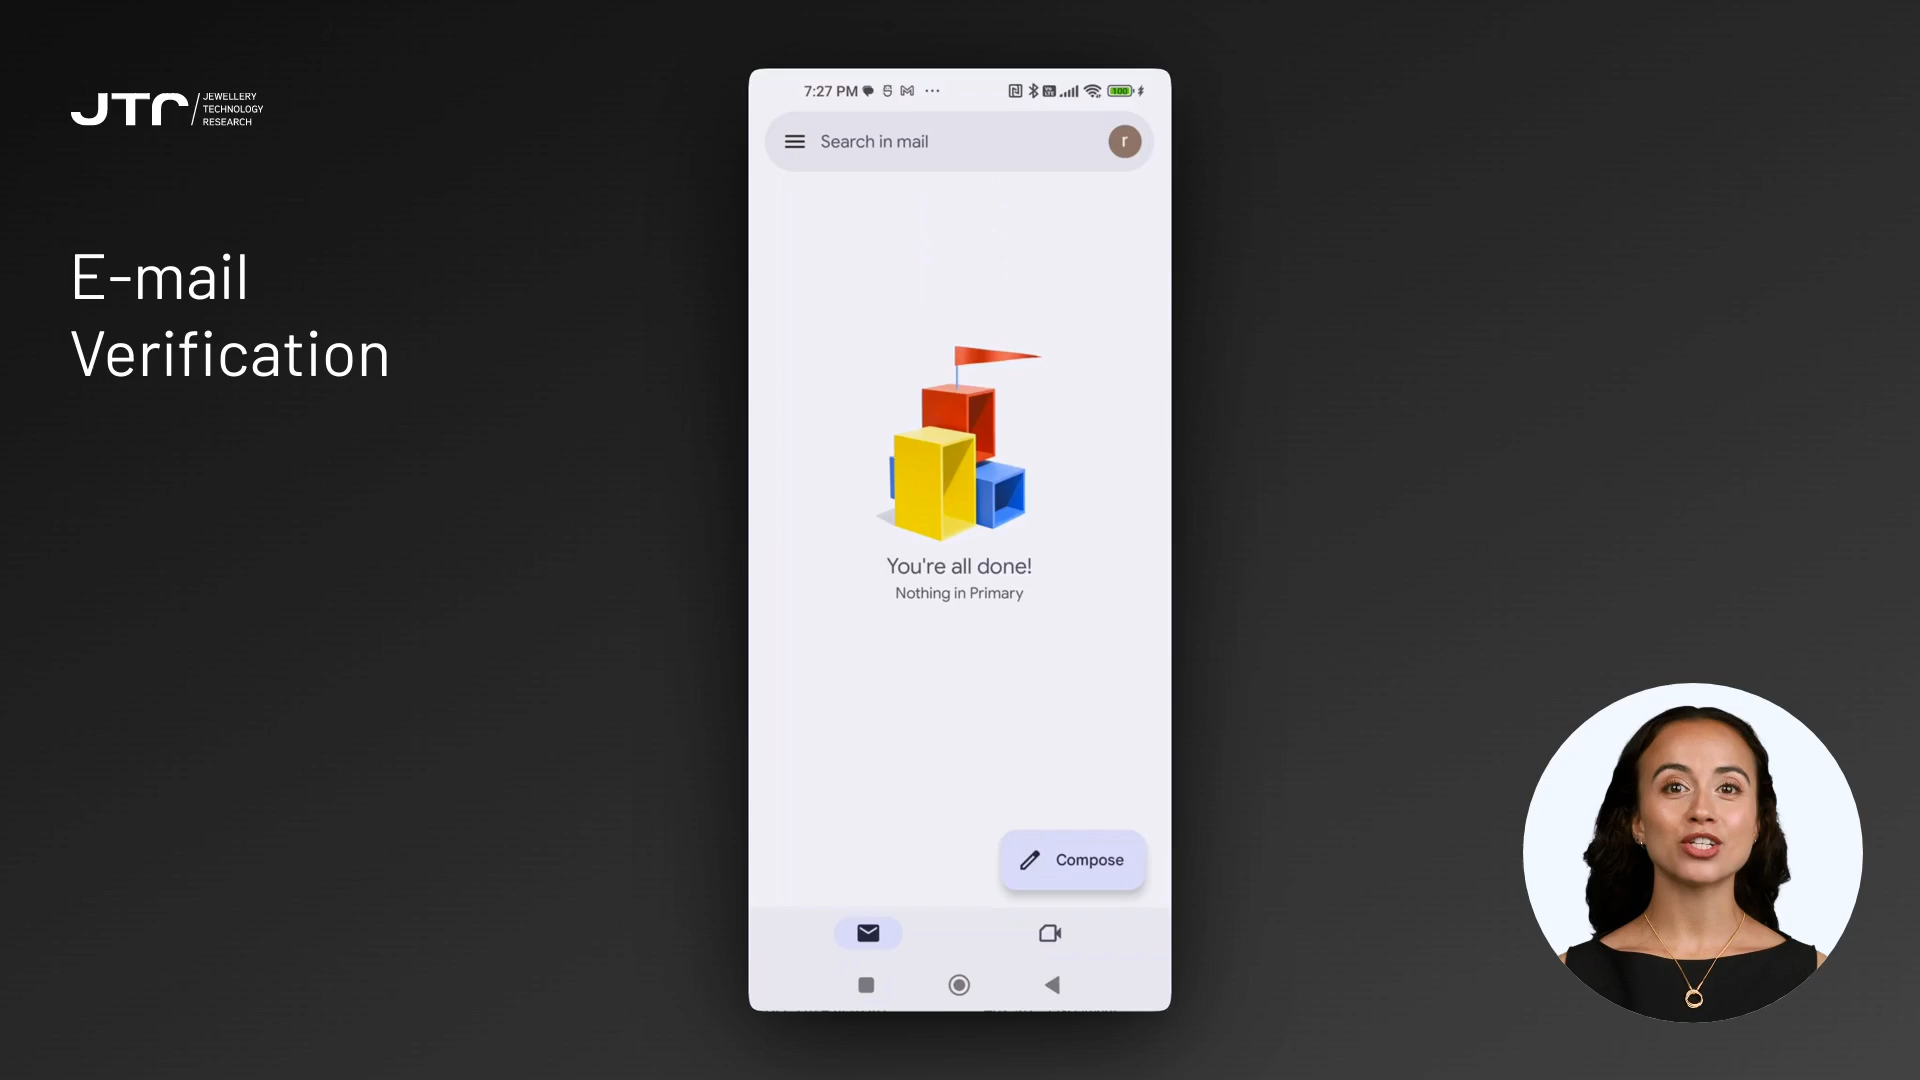 JTR
JEWELLERY
TECHNOLOGY
RESEARCH
E-mail
Verification
7:27 PM
100
Search in mail
r
You're all done!
Nothing in Primary
Compose